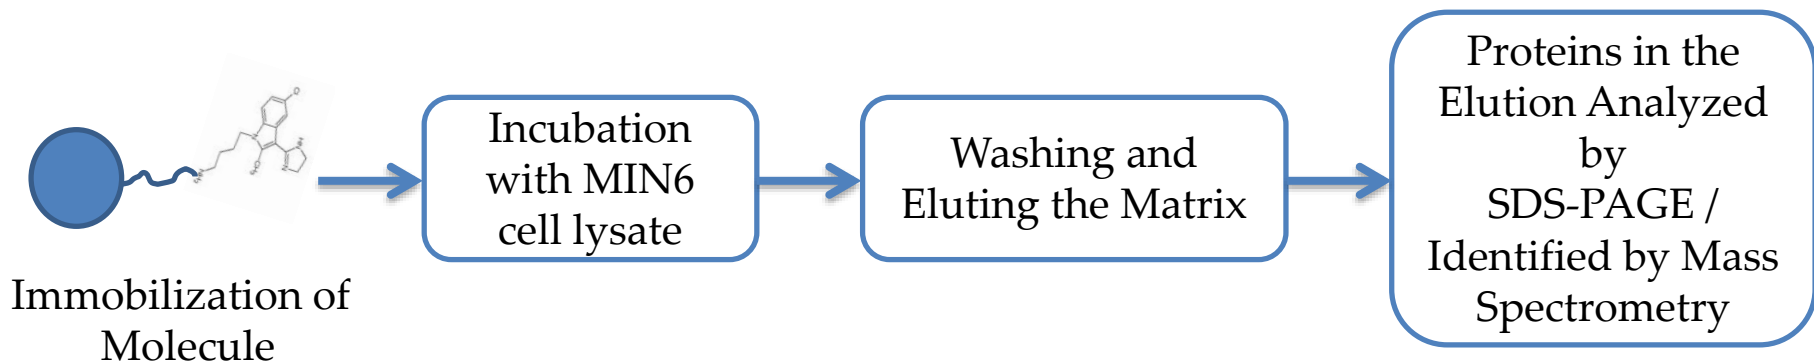 Immobilization of
Molecule
Incubation
with MIN6
cell lysate
Washing and
Eluting the Matrix
Proteins in the
Elution Analyzed
by
SDS-PAGE /
Identified by Mass
Spectrometry